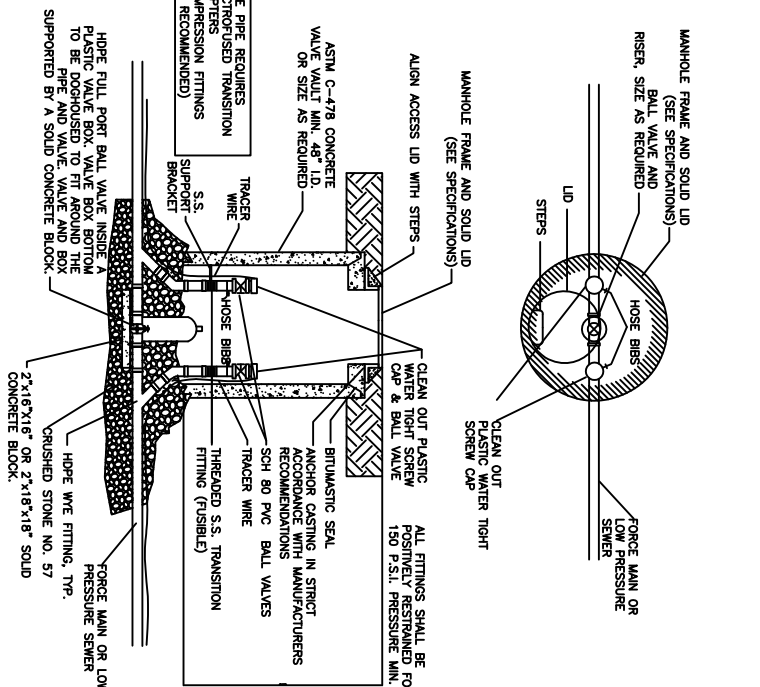 MANHOLE FRAME AND SOLID LID
(SEE SPECIFICATIONS)
BALL VALVE AND
RISER, SIZE AS REQUIRED
LID
STEPS
HOSE BIBS
FORCE MAIN OR
LOW PRESSURE
SEWER
CLEAN OUT
PLASTIC WATER TIGHT
SCREW CAP
MANHOLE FRAME AND SOLID LID
(SEE SPECIFICATIONS)
ALIGN ACCESS LID WITH STEPS
ASTM C-478 CONCRETE
VALVE VAULT MIN. 48" I.D.
OR SIZE AS REQUIRED
E PIPE REQUIRES
CTROFUSED TRANSITION
PTERS
MPRESSION FITTINGS
RECOMMENDED)
TRACER
WIRE
S.S.
SUPPORT
BRACKET
HDPE FULL PORT BALL VALVE INSIDE A
PLASTIC VALVE BOX. VALVE BOX BOTTOM
TO BE DOGHOUSED TO FIT AROUND THE
PIPE AND VALVE. VALVE AND BOX
SUPPORTED BY A SOLID CONCRETE BLOCK.
HOSE BIBB
ALL FITTINGS SHALL BE
POSITIVELY RESTRAINED FO
150 P.S.I. PRESSURE MIN.
CLEAN OUT PLASTIC
WATER TIGHT SCREW
CAP & BALL VALVE
BITUMASTIC SEAL
ANCHOR CASTING IN STRICT
ACCORDANCE WITH MANUFACTURERS
RECOMMENDATIONS
SCH 80 PVC BALL VALVES
TRACER WIRE
THREADED S.S. TRANSITION
FITTING (FUSIBLE)
FORCE MAIN OR LOW
PRESSURE SEWER
HDPE WYE FITTING, TYP.
CRUSHED STONE NO. 57
2"x16"x16" OR 2"x18"x18" SOLID
CONCRETE BLOCK.